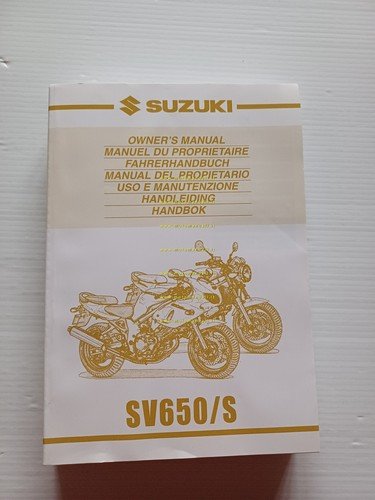 SUZUKI
OWNER'S MANUAL
MANUEL DU PROPRIETAIRE
FAHRERHANDBUCH
MANUAL DEL PROPIETARIO
USO E MANUTENZIONE
HANDLEIDING
HANDBOK
SV650/S